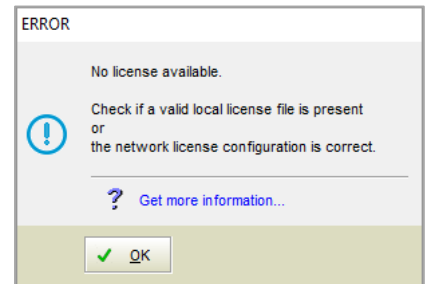 ERROR
No license available.
Check if a valid local license file is present
or
the network license configuration is correct.
Get more information...
OK